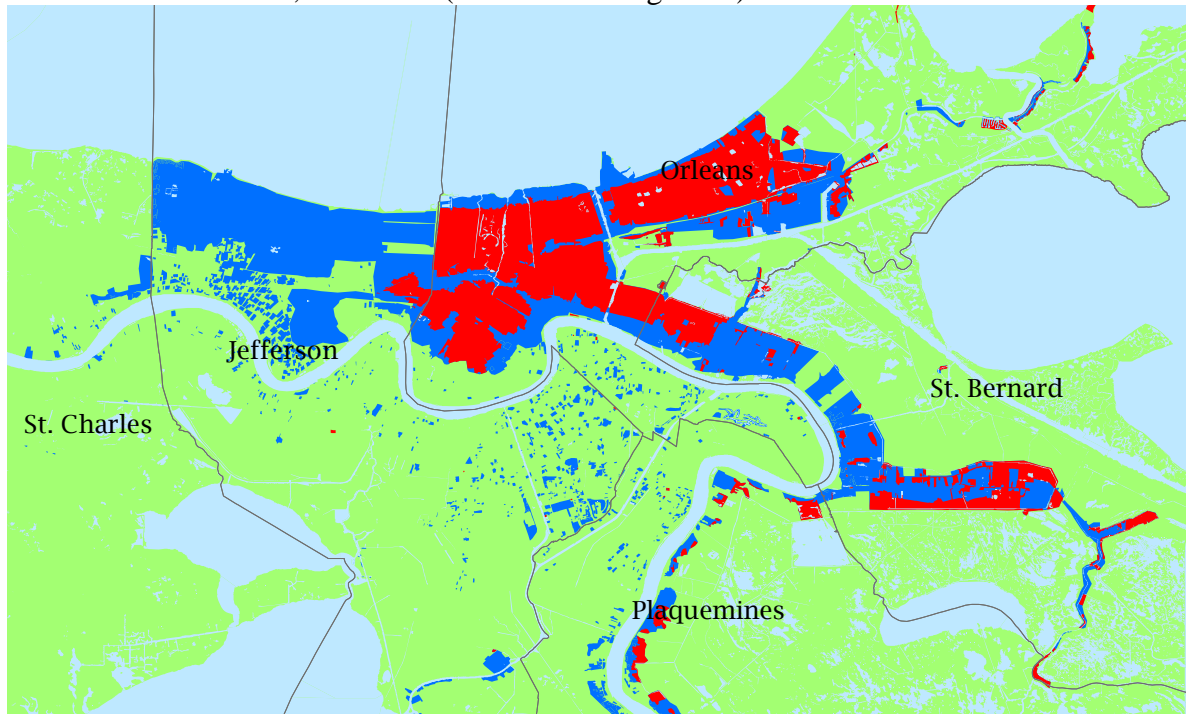 Orleans
Jefferson
St. Bernard
St. Charles
Plaquemines